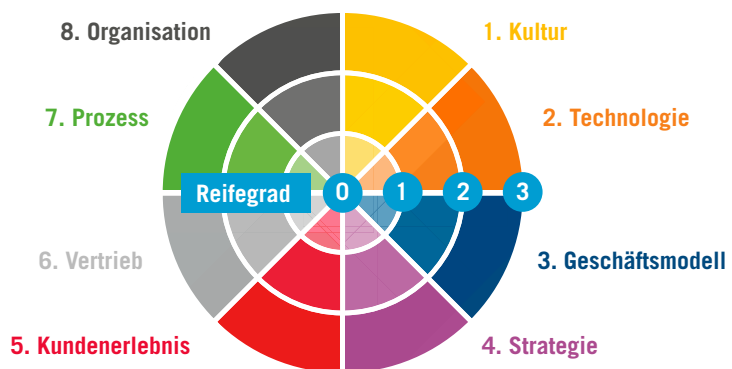 8. Organisation
1. Kultur
7. Prozess
2. Technologie
Reifegrad 0 1 2 3
6. Vertrieb
3. Geschäftsmodell
5. Kundenerlebnis
4. Strategie